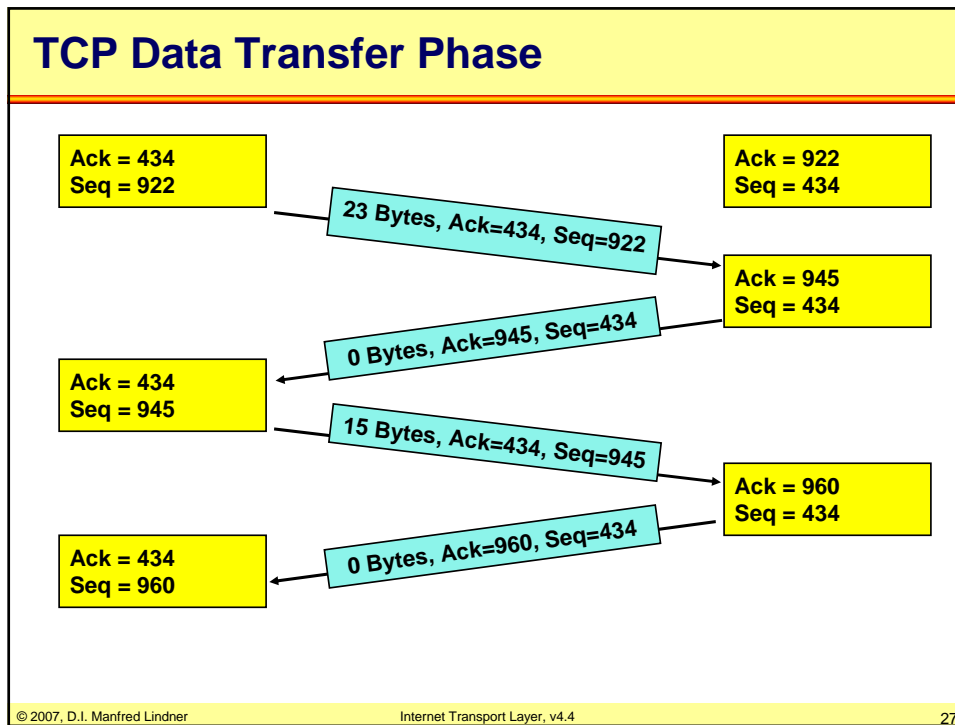 TCP Data Transfer Phase
Ack = 434
Seq = 922
Ack = 922
Seq = 434
23 Bytes, Ack=434, Seq=922
Ack = 945
Seq = 434
0 Bytes, Ack=945, Seq=434
Ack = 434
Seq = 945
15 Bytes, Ack=434, Seq=945
Ack = 960
Seq = 434
0 Bytes, Ack=960, Seq=434
Ack = 434
Seq = 960
© 2007, D.I. Manfred Lindner
Internet Transport Layer, v4.4
27